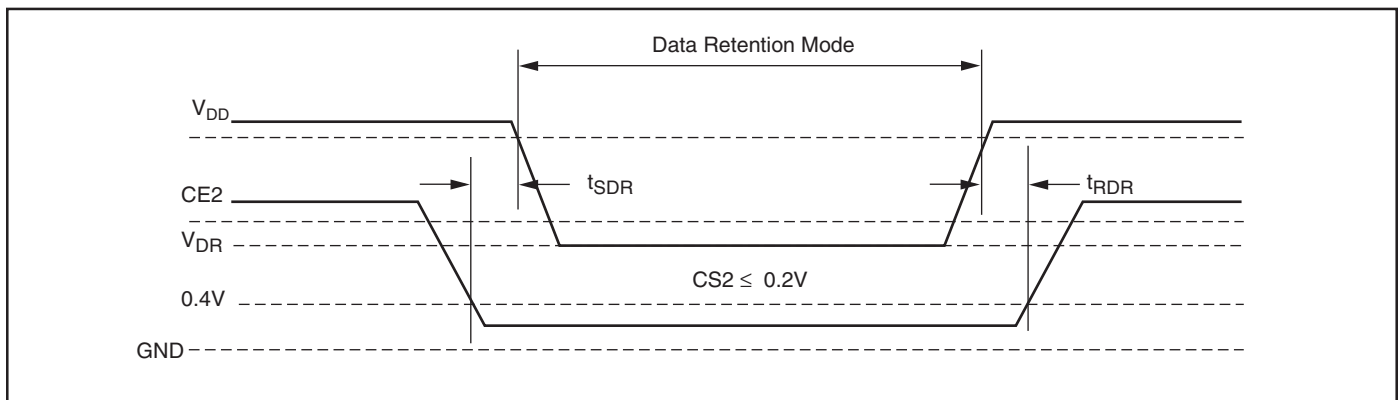 Data Retention Mode
VDD
tSDR
tRDR
CE2
VDR
CS2 ≤ 0.2V
0.4V
GND